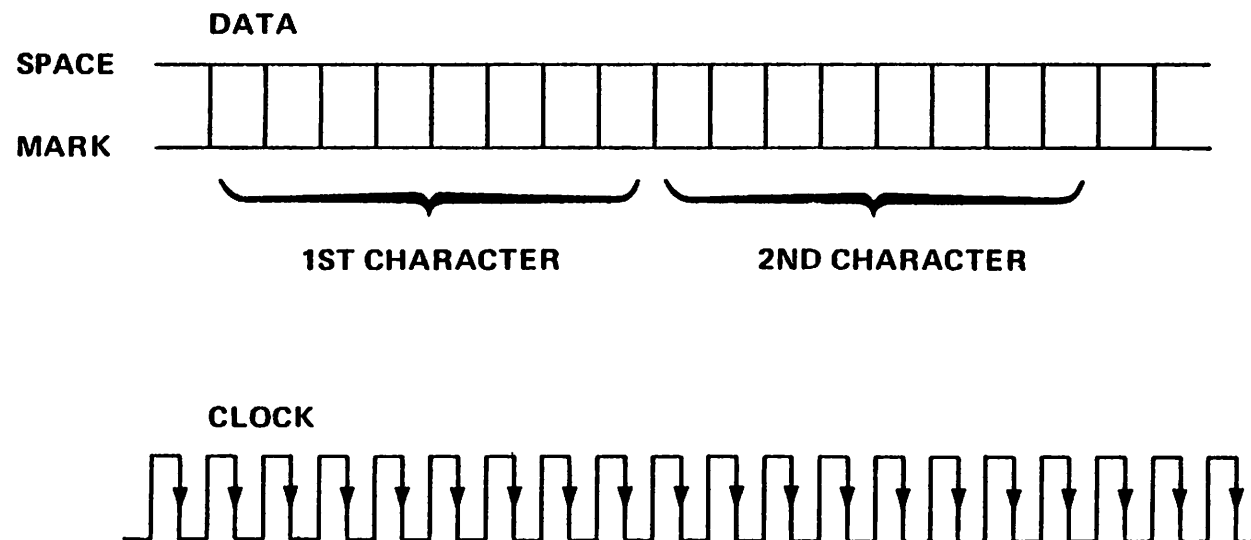 DATA
SPACE
MARK
1ST CHARACTER
2ND CHARACTER
CLOCK